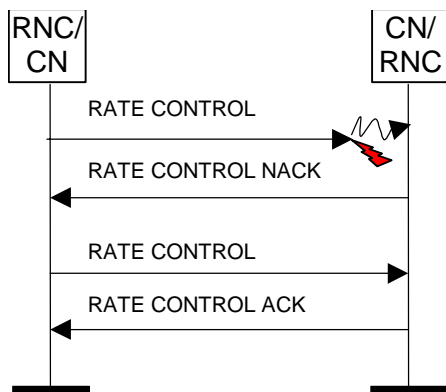 RNC/
CN
CN/
RNC
RATE CONTROL
RATE CONTROL NACK
RATE CONTROL
RATE CONTROL ACK